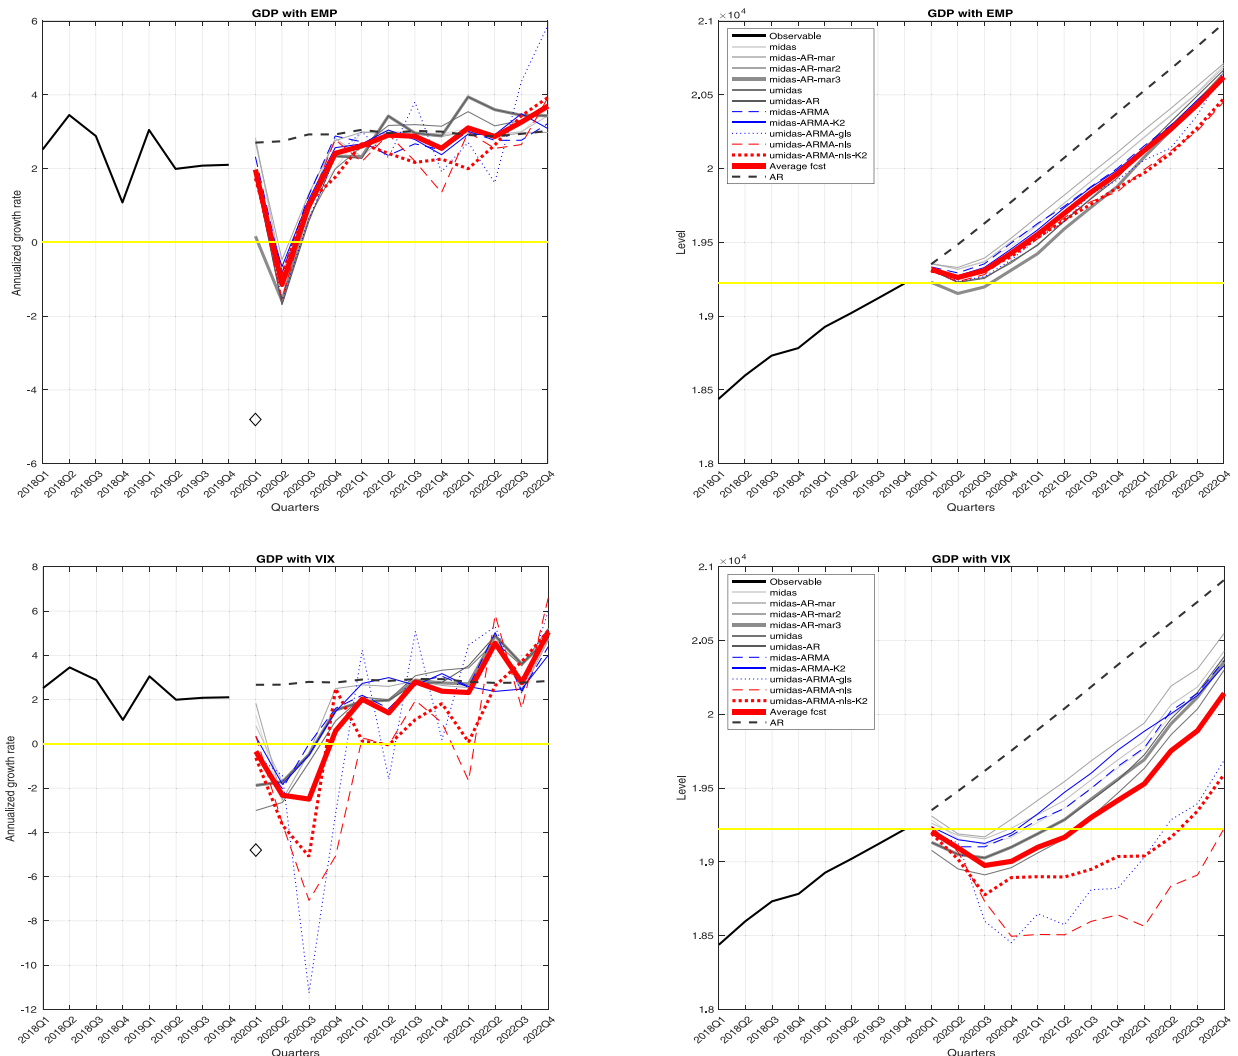 GDP with EMP
Annualized growth rate
6
4
2
0
-2
-4
-6
2018Q1 2018Q2 2018Q3 2018Q4 2019Q1 2019Q2 2019Q3 2019Q4 2020Q1 2020Q2 2020Q3 2020Q4 2021Q1 2021Q2 2021Q3 2021Q4 2022Q1 2022Q2 2022Q3 2022Q4
Quarters
GDP with EMP
×10⁴
Level
2.1
2.05
2
1.95
1.9
1.85
1.8
Observable
midas
midas-AR-mar
midas-AR-mar2
midas-AR-mar3
umidas
umidas-AR
midas-ARMA
midas-ARMA-K2
umidas-ARMA-gls
umidas-ARMA-nls
umidas-ARMA-nls-K2
Average fcst
AR
2018Q1 2018Q2 2018Q3 2018Q4 2019Q1 2019Q2 2019Q3 2019Q4 2020Q1 2020Q2 2020Q3 2020Q4 2021Q1 2021Q2 2021Q3 2021Q4 2022Q1 2022Q2 2022Q3 2022Q4
Quarters
GDP with VIX
Annualized growth rate
8
6
4
2
0
-2
-4
-6
-8
-10
-12
2018Q1 2018Q2 2018Q3 2018Q4 2019Q1 2019Q2 2019Q3 2019Q4 2020Q1 2020Q2 2020Q3 2020Q4 2021Q1 2021Q2 2021Q3 2021Q4 2022Q1 2022Q2 2022Q3 2022Q4
Quarters
GDP with VIX
×10⁴
Level
2.1
2.05
2
1.95
1.9
1.85
1.8
Observable
midas
midas-AR-mar
midas-AR-mar2
midas-AR-mar3
umidas
umidas-AR
midas-ARMA
midas-ARMA-K2
umidas-ARMA-gls
umidas-ARMA-nls
umidas-ARMA-nls-K2
Average fcst
AR
2018Q1 2018Q2 2018Q3 2018Q4 2019Q1 2019Q2 2019Q3 2019Q4 2020Q1 2020Q2 2020Q3 2020Q4 2021Q1 2021Q2 2021Q3 2021Q4 2022Q1 2022Q2 2022Q3 2022Q4
Quarters